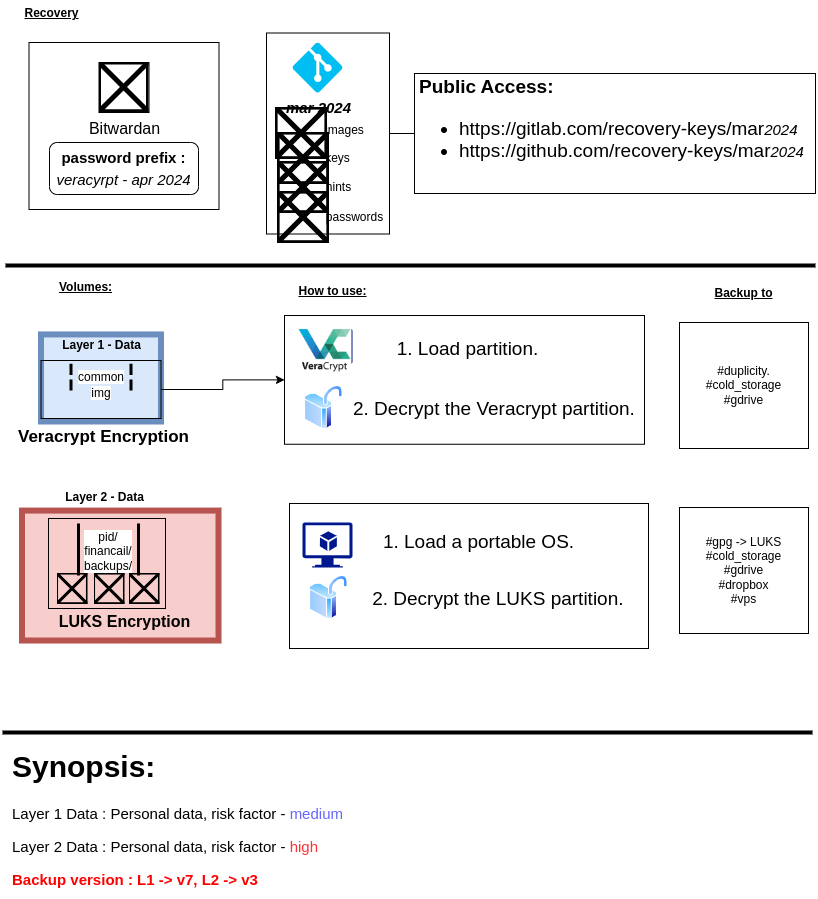 Recovery
Bitwardan
password prefix :
veracyrpt - apr 2024
mar 2024
images
keys
hints
passwords
Public Access:
https://gitlab.com/recovery-keys/mar2024
https://github.com/recovery-keys/mar2024
Volumes:
How to use:
Backup to
Layer 1 - Data
common
img
Veracrypt Encryption
VeraCrypt
1. Load partition.
2. Decrypt the Veracrypt partition.
#duplicity.
#cold_storage
#gdrive
Layer 2 - Data
pid/
financail/
backups/
LUKS Encryption
1. Load a portable OS.
2. Decrypt the LUKS partition.
#gpg -> LUKS
#cold_storage
#gdrive
#dropbox
#vps
Synopsis:
Layer 1 Data : Personal data, risk factor - medium
Layer 2 Data : Personal data, risk factor - high
Backup version : L1 -> v7, L2 -> v3